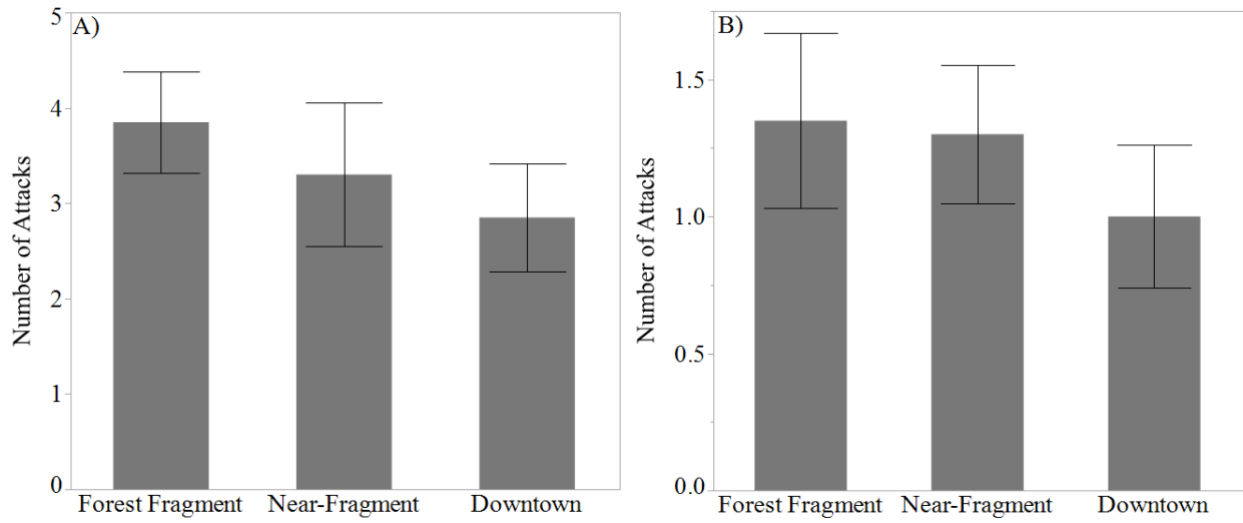 A)
Number of Attacks
5
4
3
2
1
0
Forest Fragment Near-Fragment Downtown
B)
Number of Attacks
1.5
1.0
0.5
0.0
Forest Fragment Near-Fragment Downtown